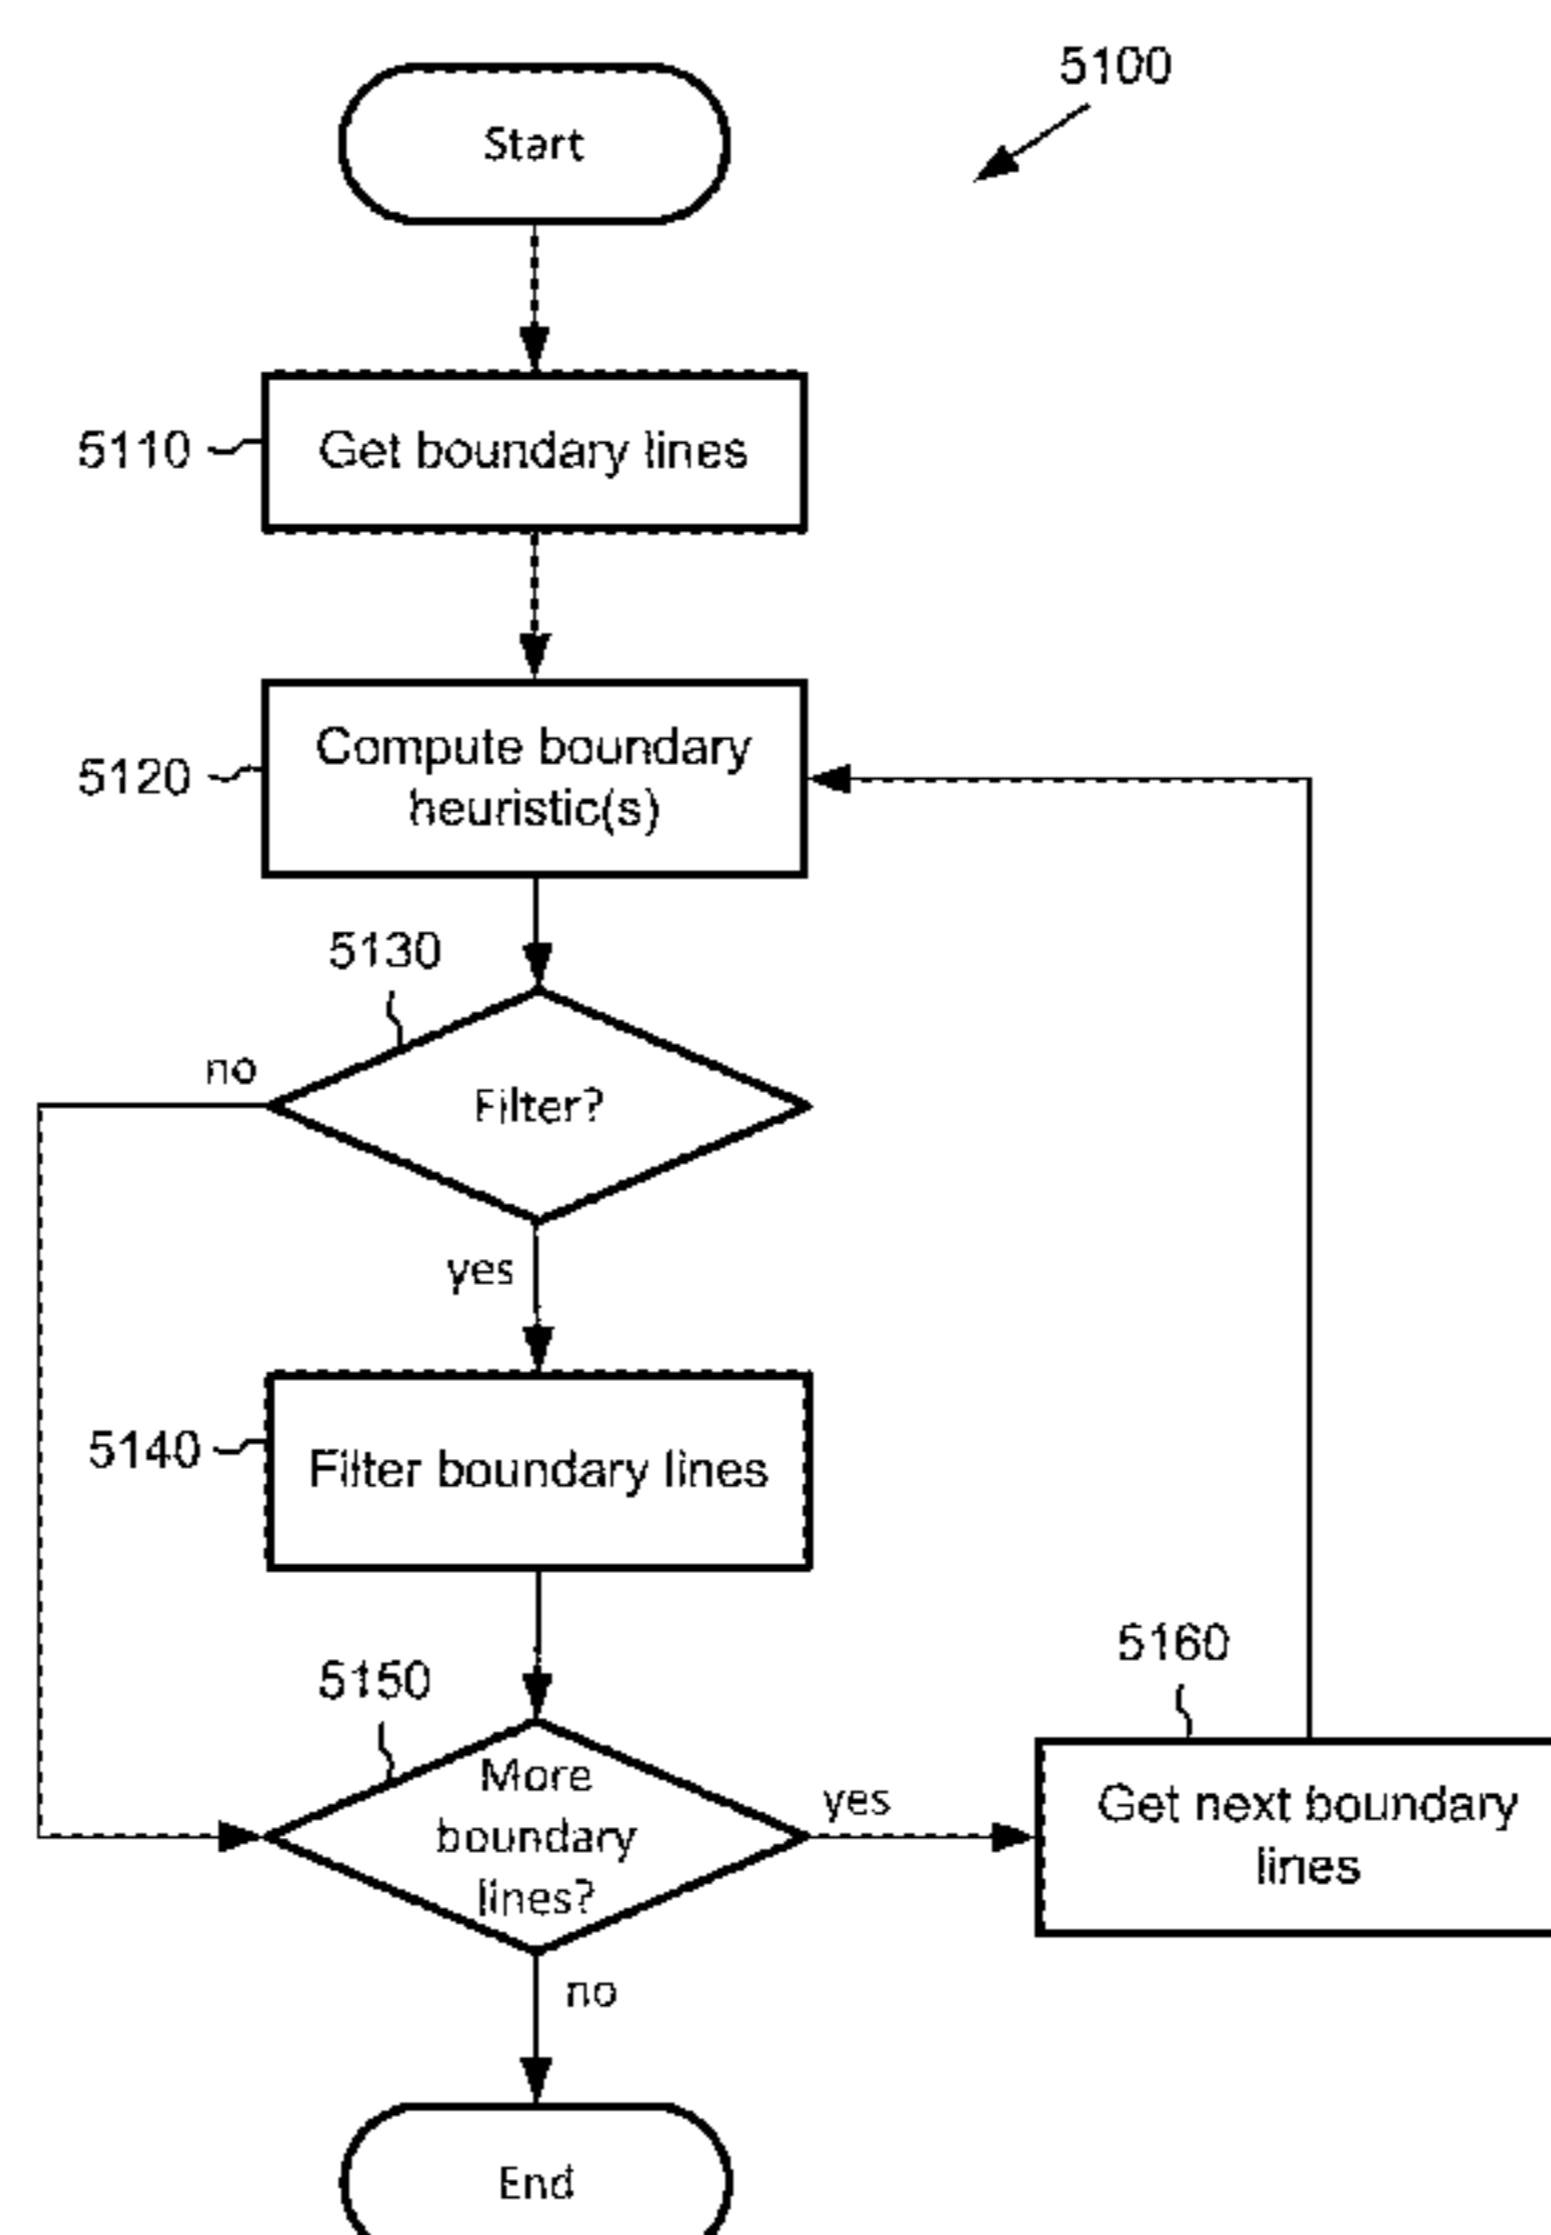 5100
Start
5110
Get boundary lines
5120
Compute boundary
heuristic(s)
5130
no
Filter?
yes
5140
Filter boundary lines
5150
More
boundary
lines?
yes
5160
Get next boundary
lines
no
End